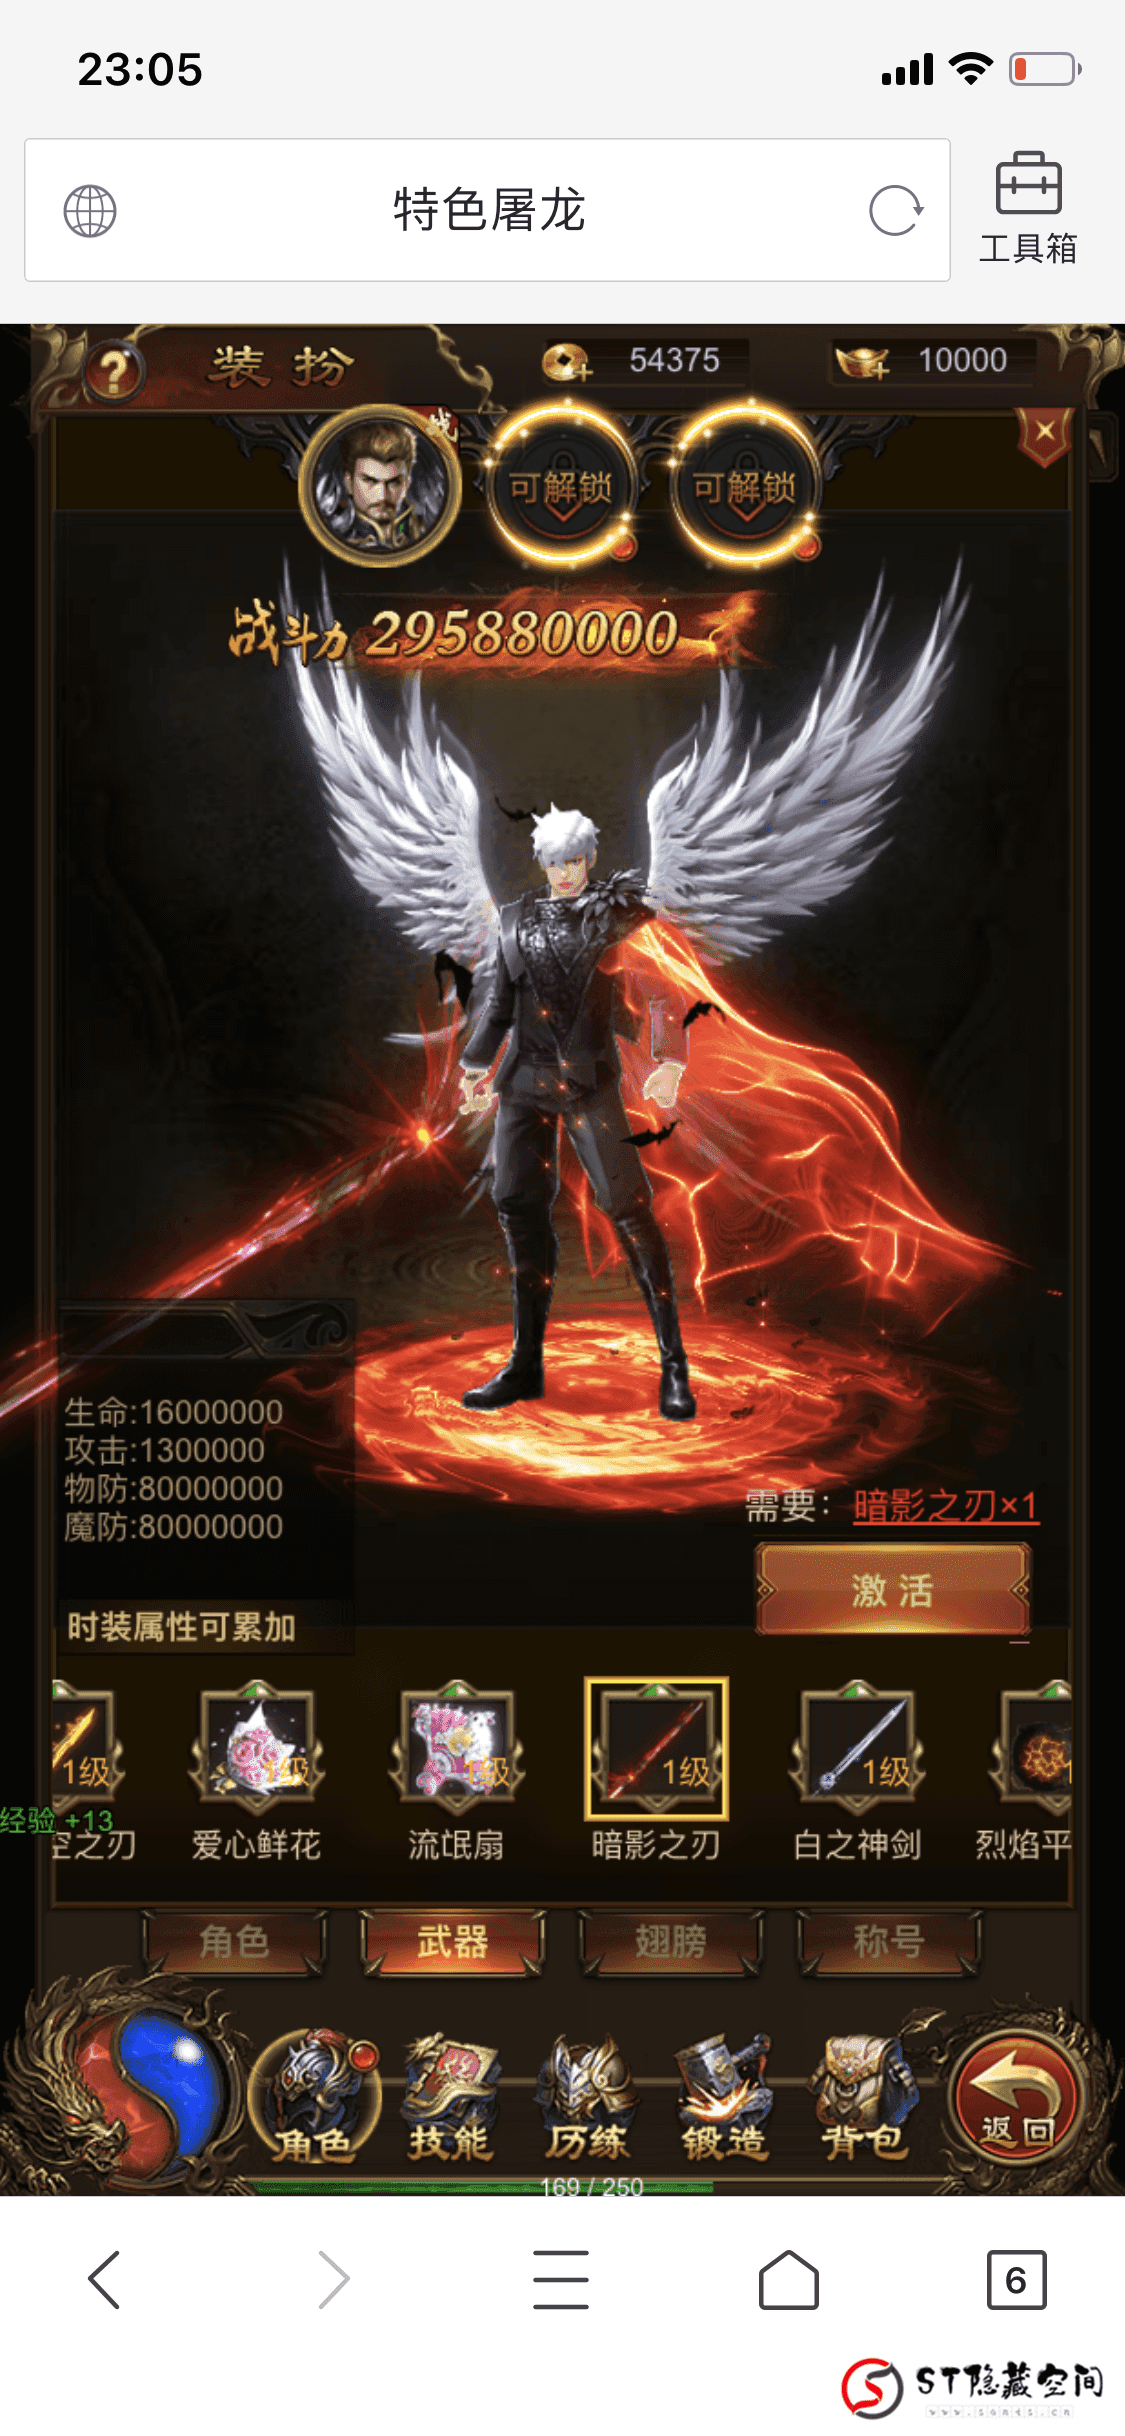 23:05
特色屠龙
工具箱
装扮
54375
10000
战
可解锁
可解锁
战斗力 295880000
生命:16000000
攻击:1300000
物防:80000000
魔防:80000000
需要：暗影之刃×1
激活
时装属性可累加
1级
1级
1级
1级
1级
1
经验 +13
空之刃
爱心鲜花
流氓扇
暗影之刃
白之神剑
烈焰平
角色
武器
翅膀
称号
角色
技能
历练
锻造
背包
返回
169 / 250
6
ST隐藏空间